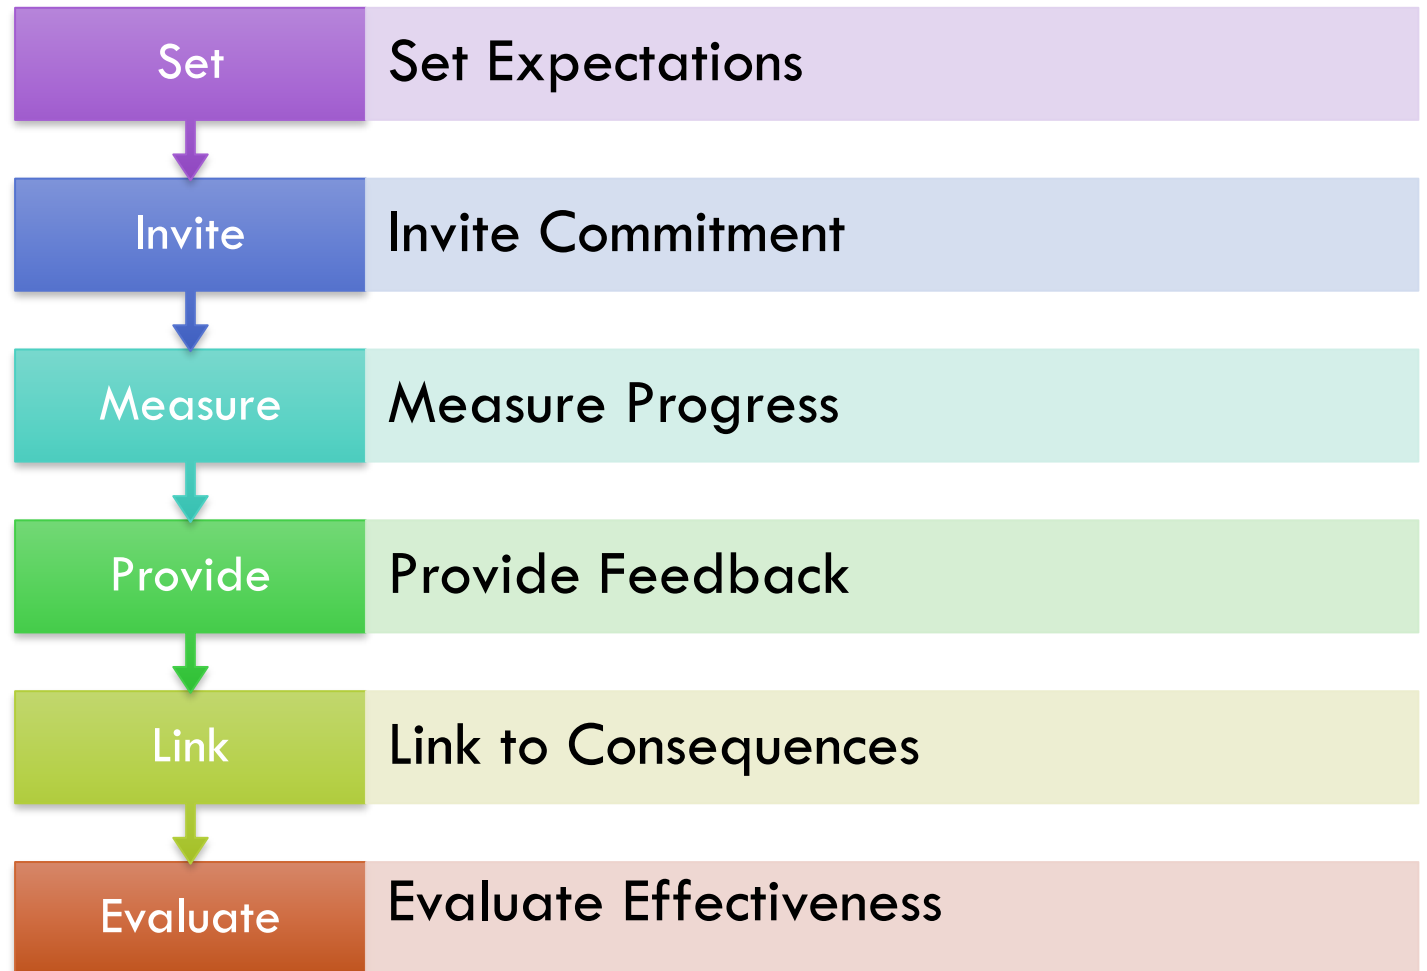 Set
Set Expectations
Invite
Invite Commitment
Measure
Measure Progress
Provide
Provide Feedback
Link
Link to Consequences
Evaluate
Evaluate Effectiveness